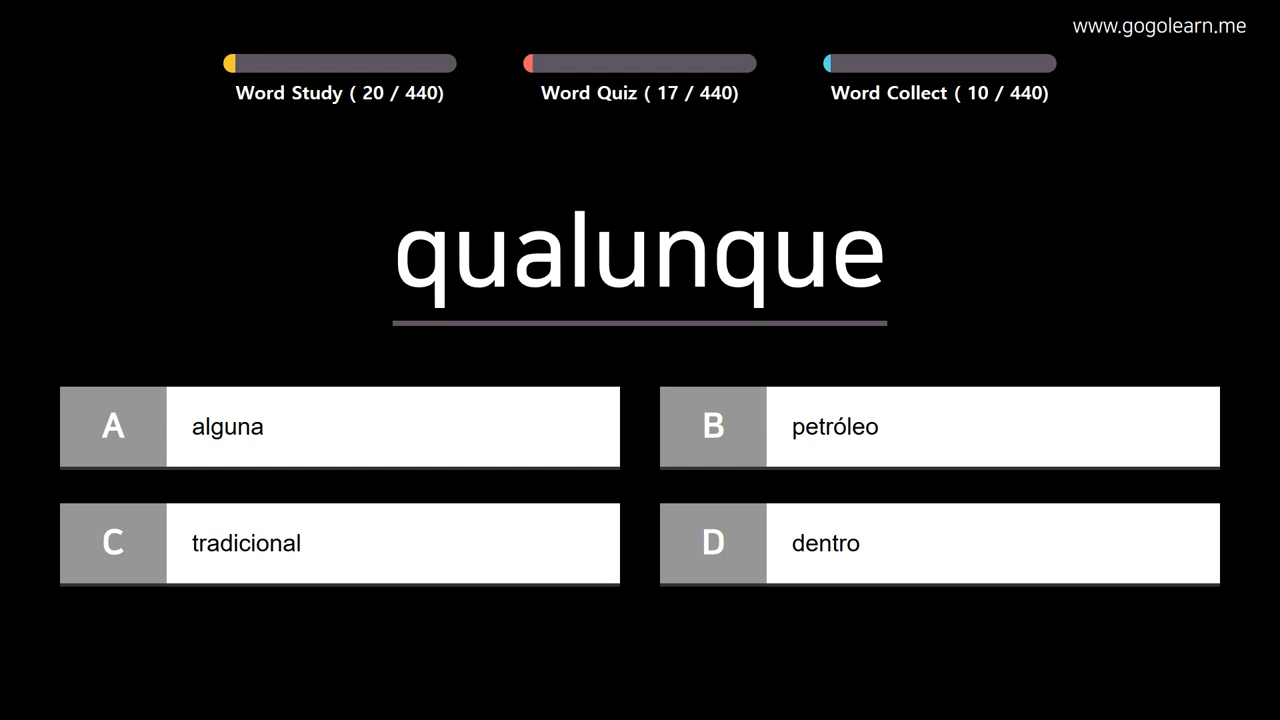 www.gogolearn.me
Word Study ( 20 / 440)
Word Quiz ( 17 / 440)
Word Collect ( 10 / 440)
qualunque
A
alguna
B
petróleo
C
tradicional
D
dentro